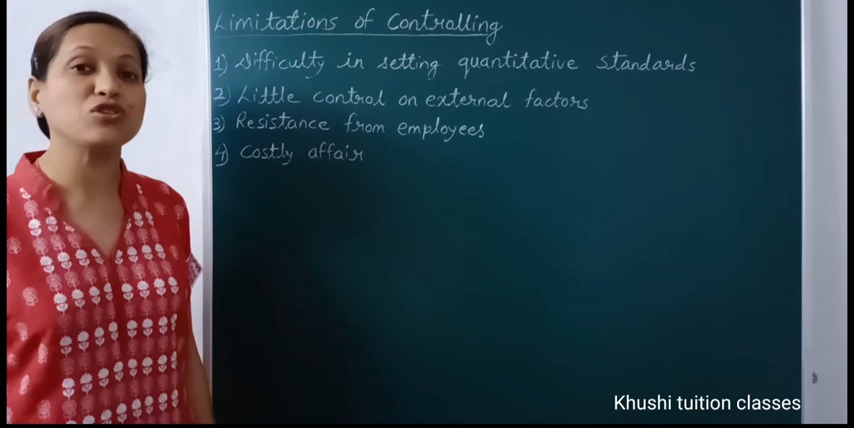 Limitations of Controlling
1) Difficulty in setting quantitative standards
2) Little control on external factors
3) Resistance from employees
4) Costly affair
Khushi tuition classes